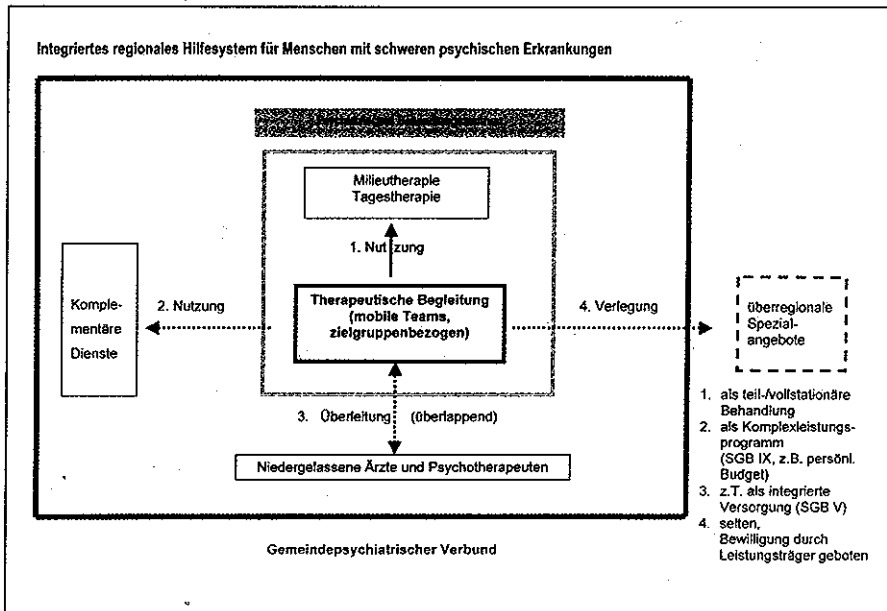 Integriertes regionales Hilfesystem für Menschen mit schweren psychischen Erkrankungen
Milieutherapie
Tagestherapie
1. Nutzung
Komple-
mentäre
Dienste
2. Nutzung
Therapeutische Begleitung
(mobile Teams,
zielgruppenbezogen)
4. Verlegung
überregionale
Spezial-
angebote
3. Überleitung (überlappend)
Niedergelassene Ärzte und Psychotherapeuten
1. als teil-/vollstationäre
Behandlung
2. als Komplexleistungs-
programm
(SGB IX, z.B. persönl.
Budget)
3. z.T. als integrierte
Versorgung (SGB V)
4. selten,
Bewilligung durch
Leistungsträger geboten
Gemeindepsychiatrischer Verbund